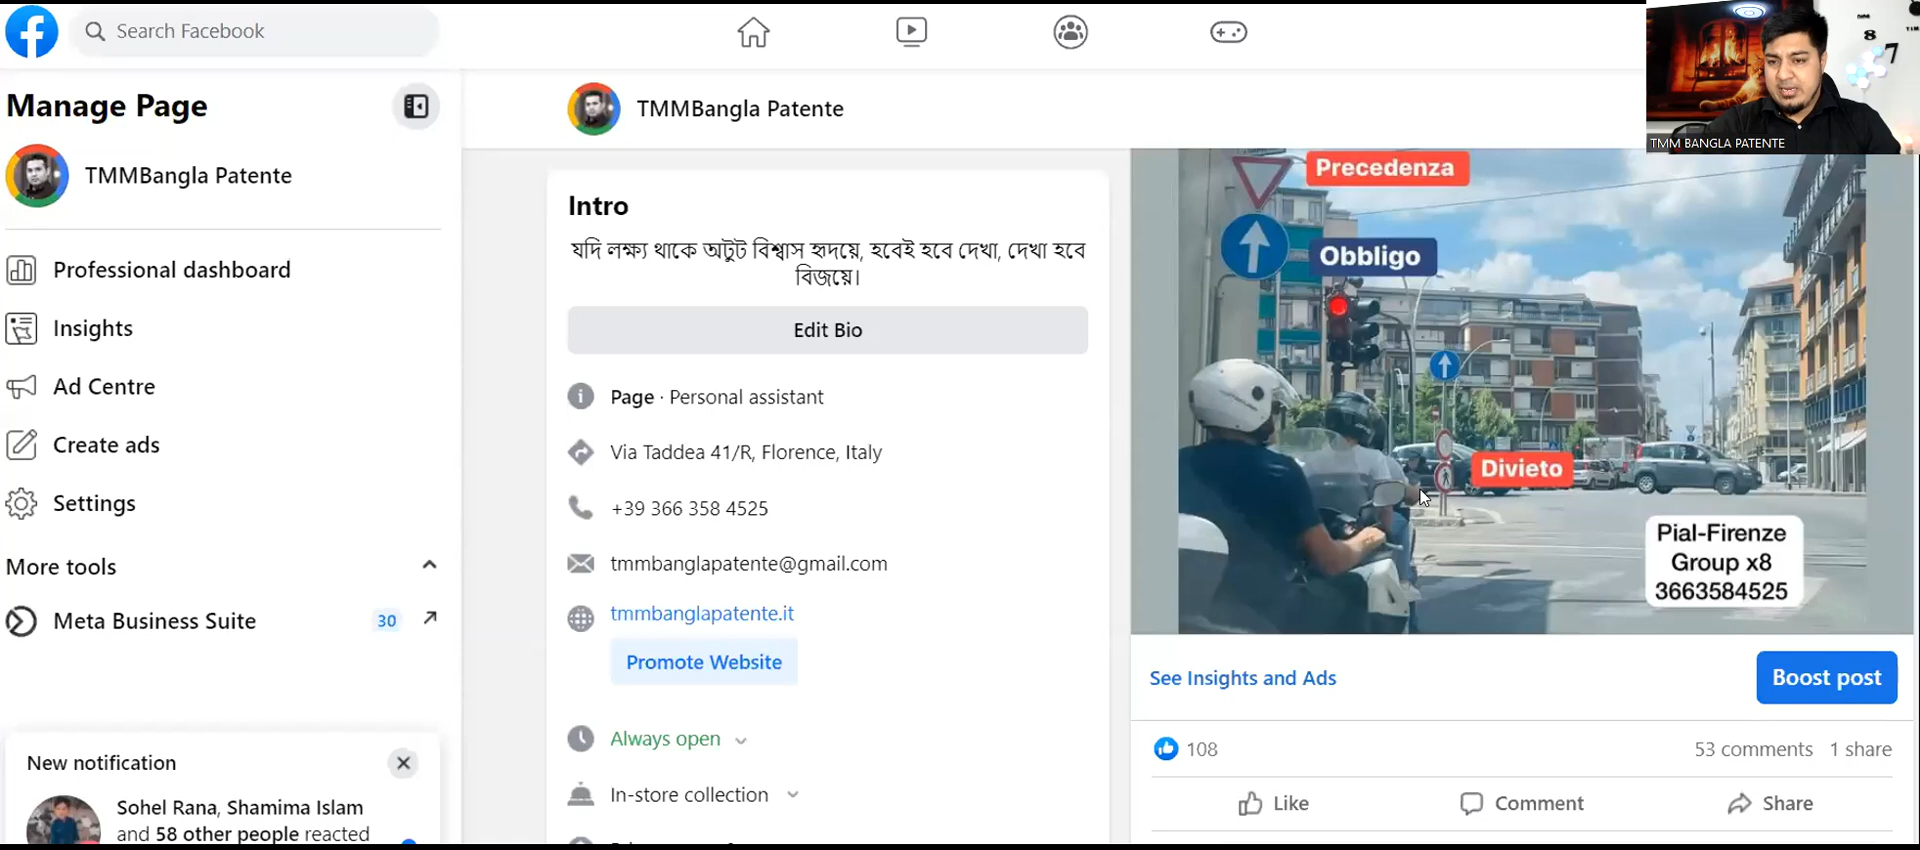 Search Facebook
8
7
TMM BANGLA PATENTE
Manage Page
TMMBangla Patente
TMMBangla Patente
Professional dashboard
Insights
Ad Centre
Create ads
Settings
More tools
Meta Business Suite 30
New notification
Sohel Rana, Shamima Islam
and 58 other people reacted
Intro
যদি লক্ষ্য থাকে অটুট বিশ্বাস হৃদয়ে, হবেই হবে দেখা, দেখা হবে
বিজয়ে।
Edit Bio
Page · Personal assistant
Via Taddea 41/R, Florence, Italy
+39 366 358 4525
tmmbanglapatente@gmail.com
tmmbanglapatente.it
Promote Website
Always open
In-store collection
Precedenza
Obbligo
Divieto
Pial-Firenze
Group x8
3663584525
See Insights and Ads
Boost post
108
53 comments 1 share
Like
Comment
Share